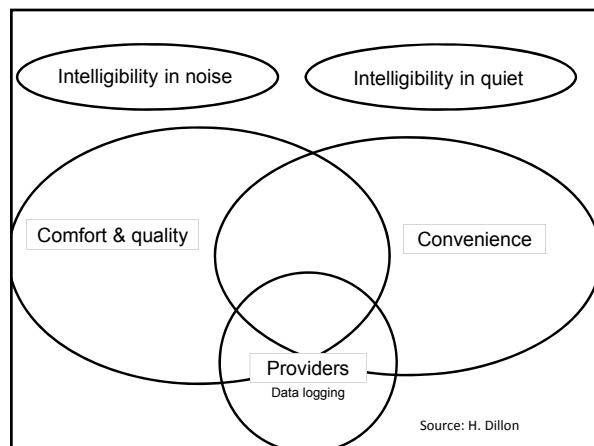 Intelligibility in noise
Intelligibility in quiet
Comfort & quality
Convenience
Providers
Data logging
Source: H. Dillon